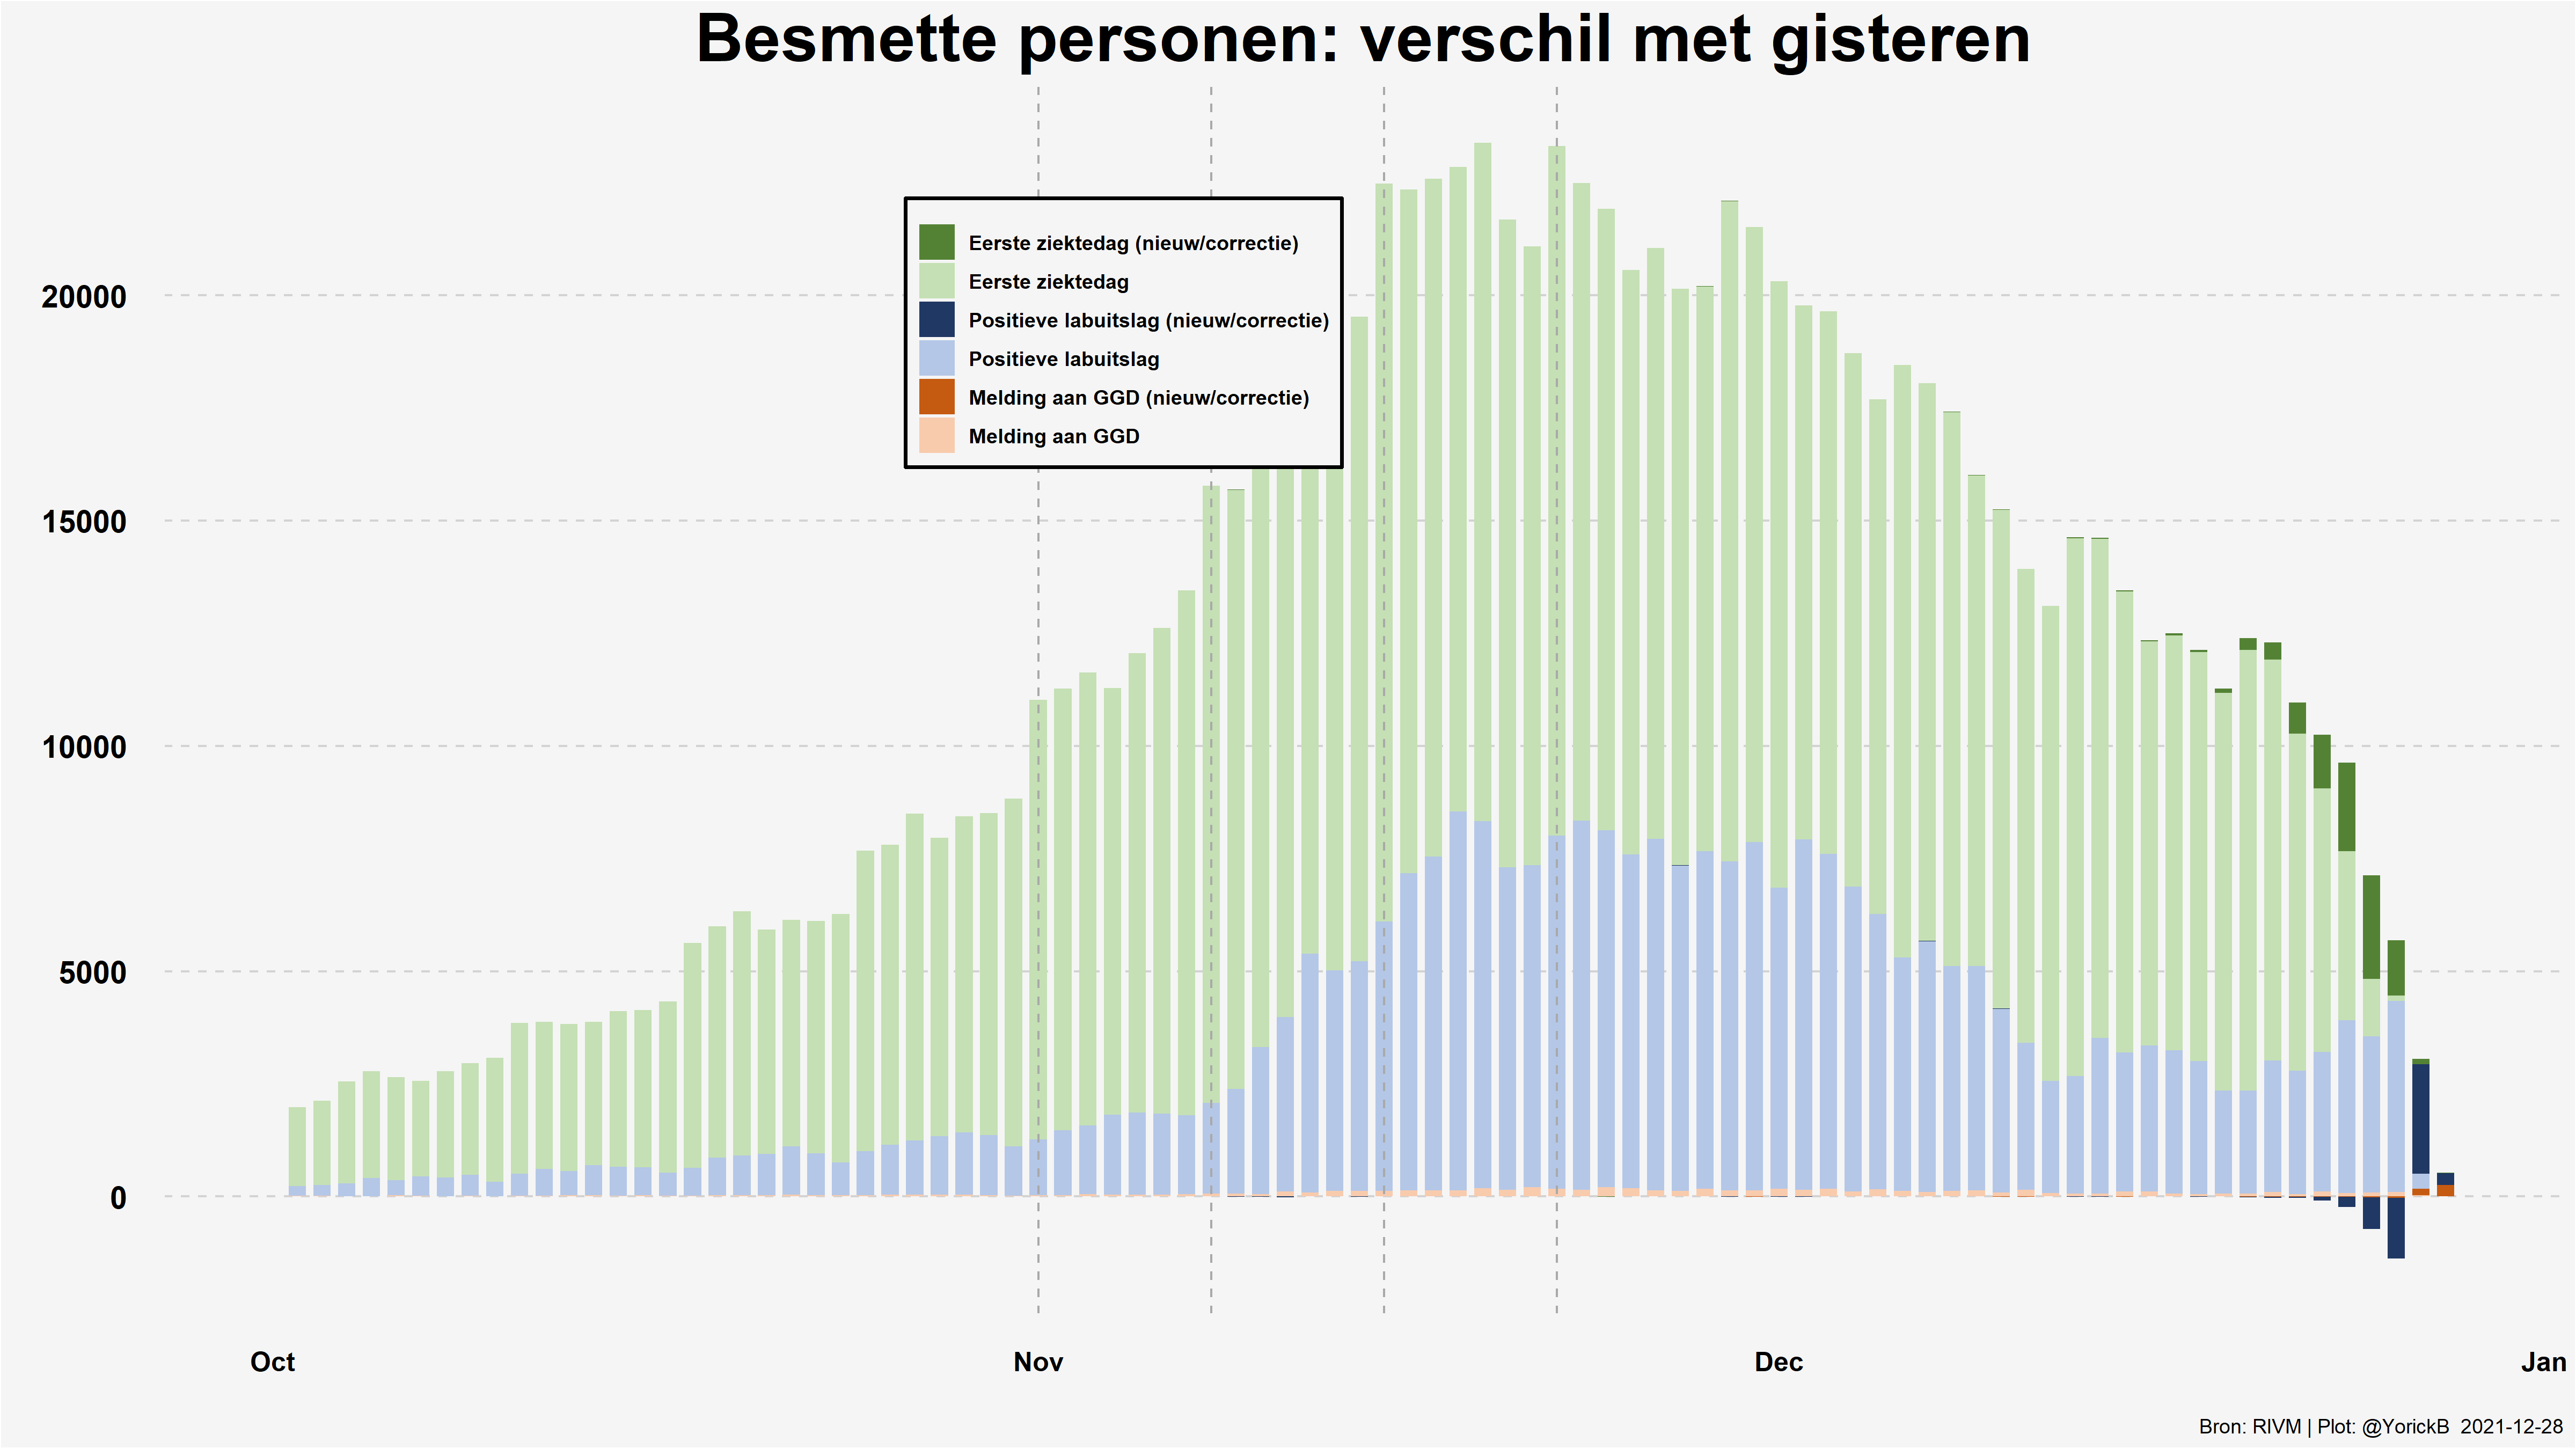 Besmette personen: verschil met gisteren
Eerste ziektedag (nieuw/correctie)
Eerste ziektedag
Positieve labuitslag (nieuw/correctie)
Positieve labuitslag
Melding aan GGD (nieuw/correctie)
Melding aan GGD
20000
15000
10000
5000
0
Oct Nov Dec Jan
Bron: RIVM | Plot: @YorickB 2021-12-28